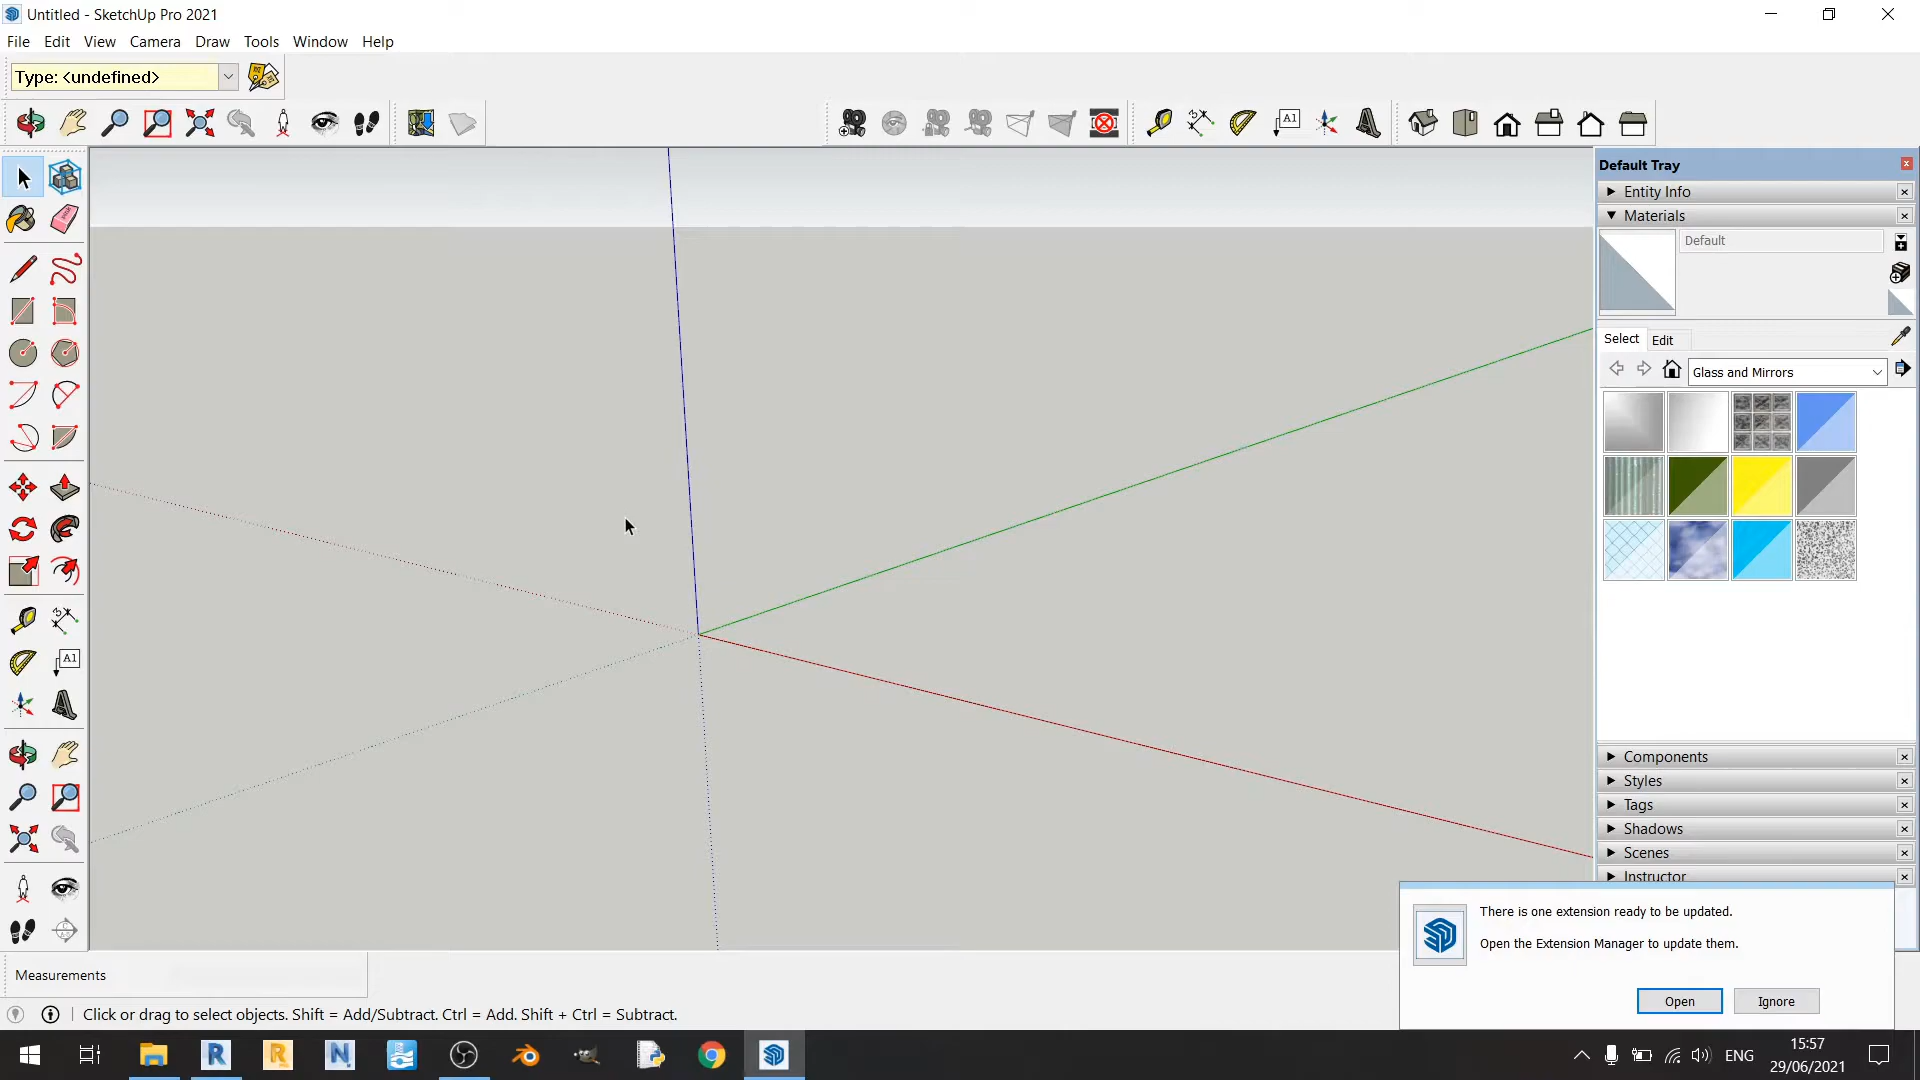 Untitled - SketchUp Pro 2021
File Edit View Camera Draw Tools Window Help
Type: <undefined>
A1
Default Tray
Entity Info
Materials
Default
Select Edit
Glass and Mirrors
A1
Components
Styles
Tags
Shadows
Scenes
Instructor
There is one extension ready to be updated.
Open the Extension Manager to update them.
Open Ignore
Measurements
Click or drag to select objects. Shift = Add/Subtract. Ctrl = Add. Shift + Ctrl = Subtract.
ENG
15:57
29/06/2021